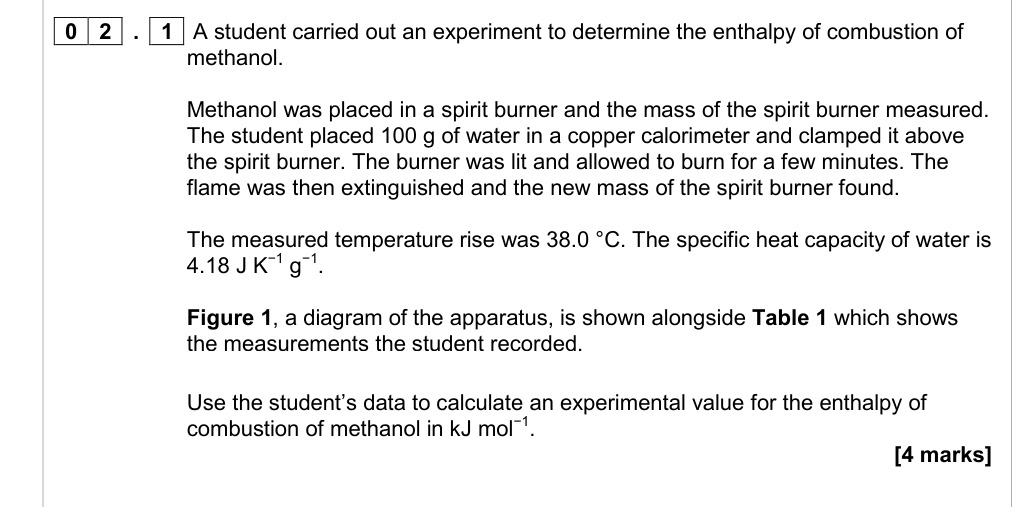 0 2 . 1 A student carried out an experiment to determine the enthalpy of combustion of
methanol.
Methanol was placed in a spirit burner and the mass of the spirit burner measured.
The student placed 100 g of water in a copper calorimeter and clamped it above
the spirit burner. The burner was lit and allowed to burn for a few minutes. The
flame was then extinguished and the new mass of the spirit burner found.
The measured temperature rise was 38.0 °C. The specific heat capacity of water is
4.18 J K⁻¹ g⁻¹.
Figure 1, a diagram of the apparatus, is shown alongside Table 1 which shows
the measurements the student recorded.
Use the student’s data to calculate an experimental value for the enthalpy of
combustion of methanol in kJ mol⁻¹.
[4 marks]